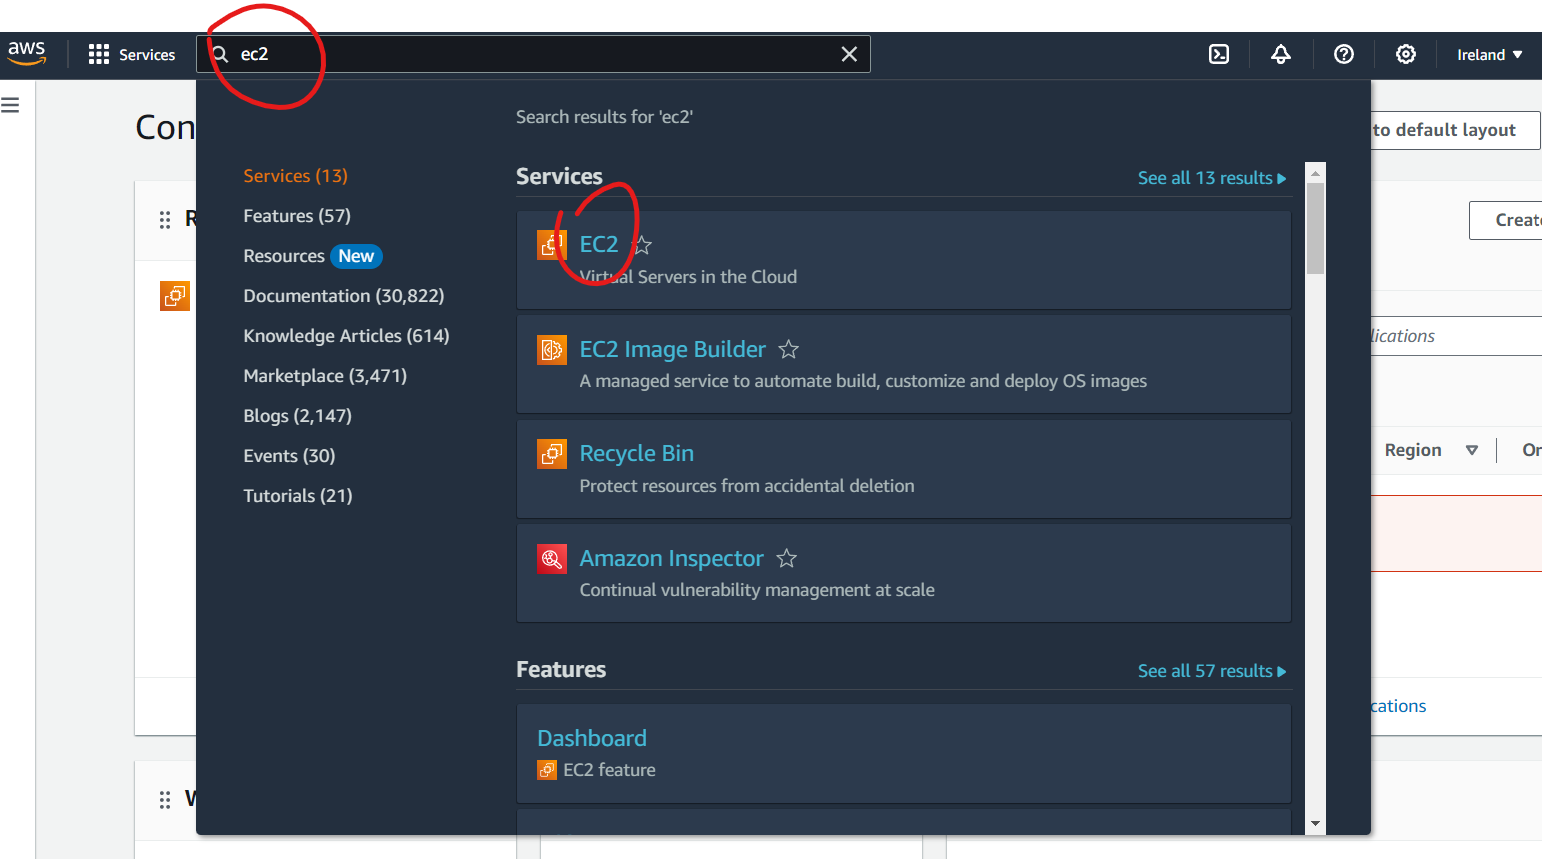 aws
Services
ec2
Ireland
Con
to default layout
Search results for 'ec2'
Services (13)
Features (57)
Resources New
Documentation (30,822)
Knowledge Articles (614)
Marketplace (3,471)
Blogs (2,147)
Events (30)
Tutorials (21)
Services
See all 13 results
EC2
Virtual Servers in the Cloud
EC2 Image Builder
A managed service to automate build, customize and deploy OS images
Recycle Bin
Protect resources from accidental deletion
Amazon Inspector
Continual vulnerability management at scale
Features
See all 57 results
Dashboard
EC2 feature
R
Creat
lications
Region
Or
cations